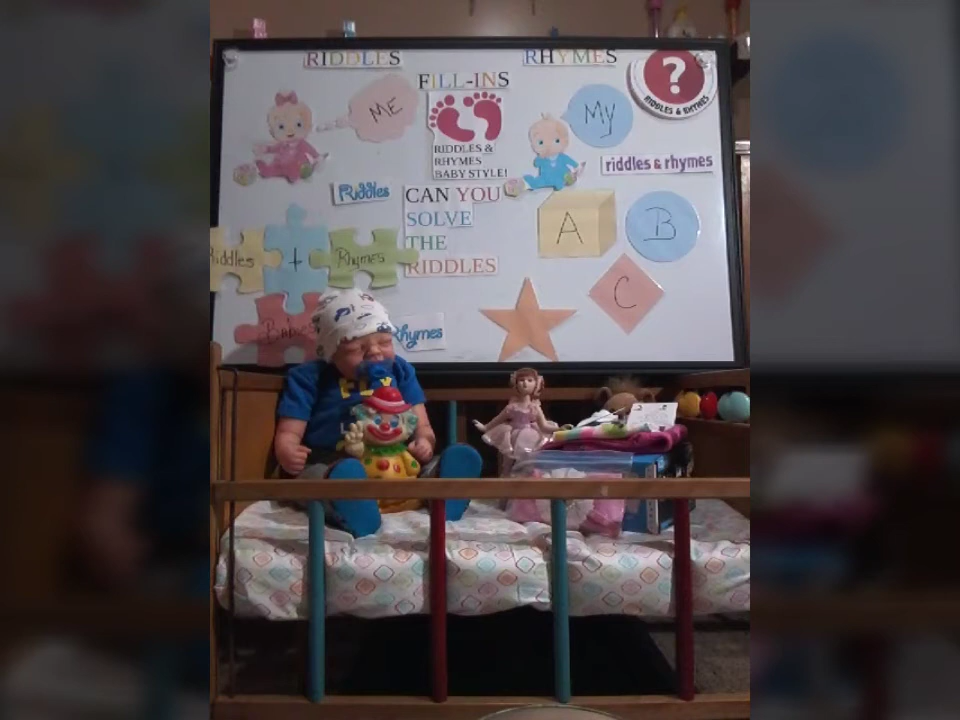 RIDDLES
RHYMES
FILL-INS
ME
My
?
RIDDLES & RHYMES
RIDDLES &
RHYMES
BABY STYLE!
riddles & rhymes
Riddles
CAN YOU
SOLVE
THE
RIDDLES
A
B
C
Riddles
+
Rhymes
Babies
Rhymes
FLY